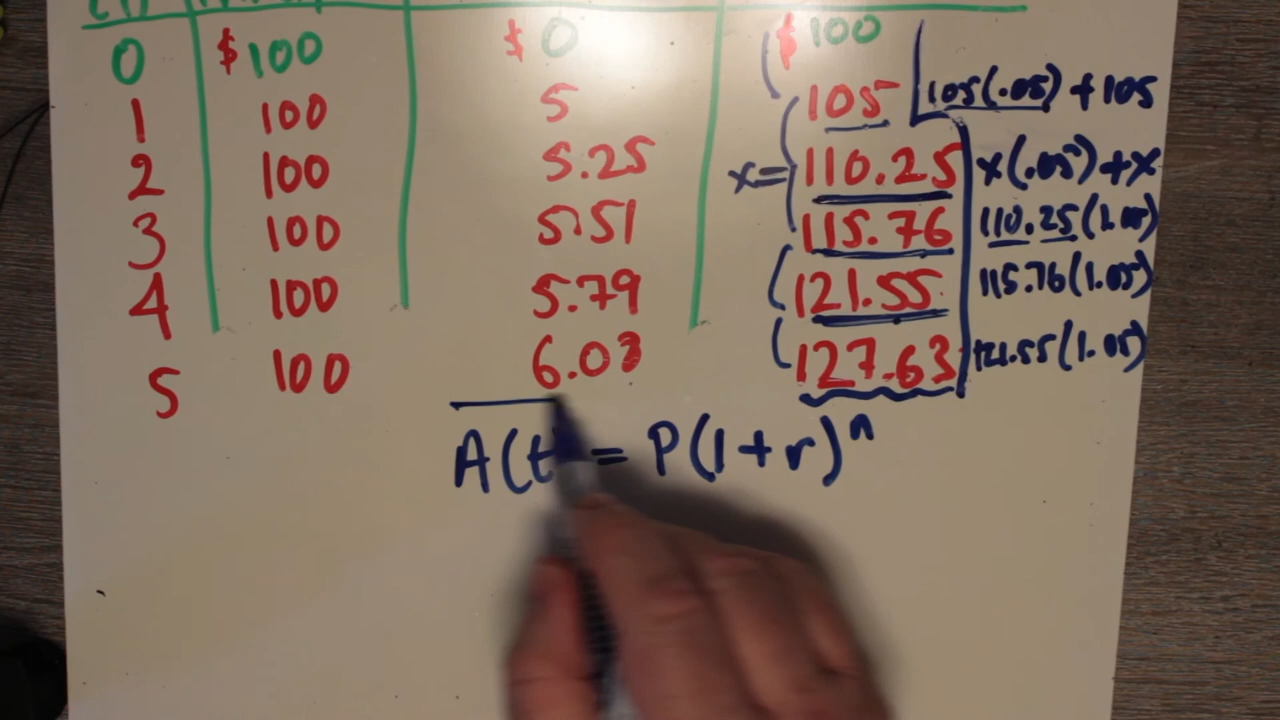 0 $100 $0 $100
1 100 5 105 105(.05)+105
2 100 5.25 x= 110.25 x(.05)+x
3 100 5.51 115.76 110.25(1.05)
4 100 5.79 121.55 115.76(1.05)
5 100 6.03 127.63 121.55(1.05)
A(t = P(1+r)^n